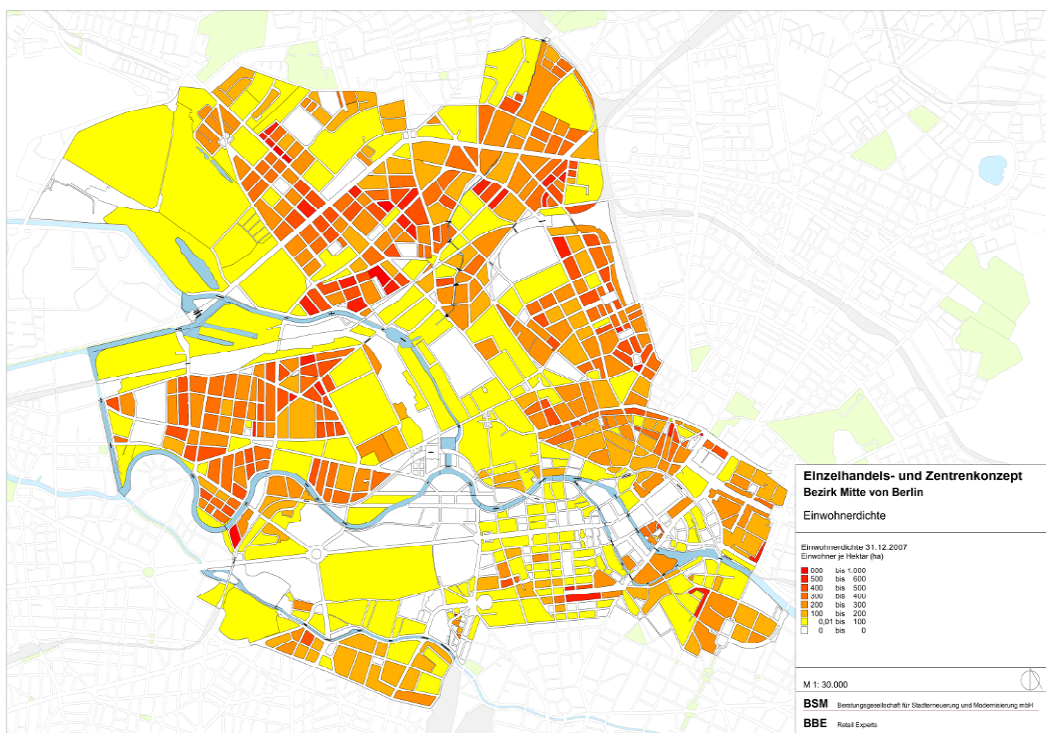 EInzelhandels- und Zentrenkonzept
Bezirk Mitte von Berlin
Einwohnerdichte
Einwohnerdichte 31.12.2007
Einwohner je Hektar (ha)
600 bis 1.000
500 bis 600
400 bis 500
300 bis 400
200 bis 300
100 bis 200
0,01 bis 100
0 bis 0
M 1: 30.000
BSM Beratungsgesellschaft für Stadterneuerung und Modernisierung mbH
BBE Retail Experts